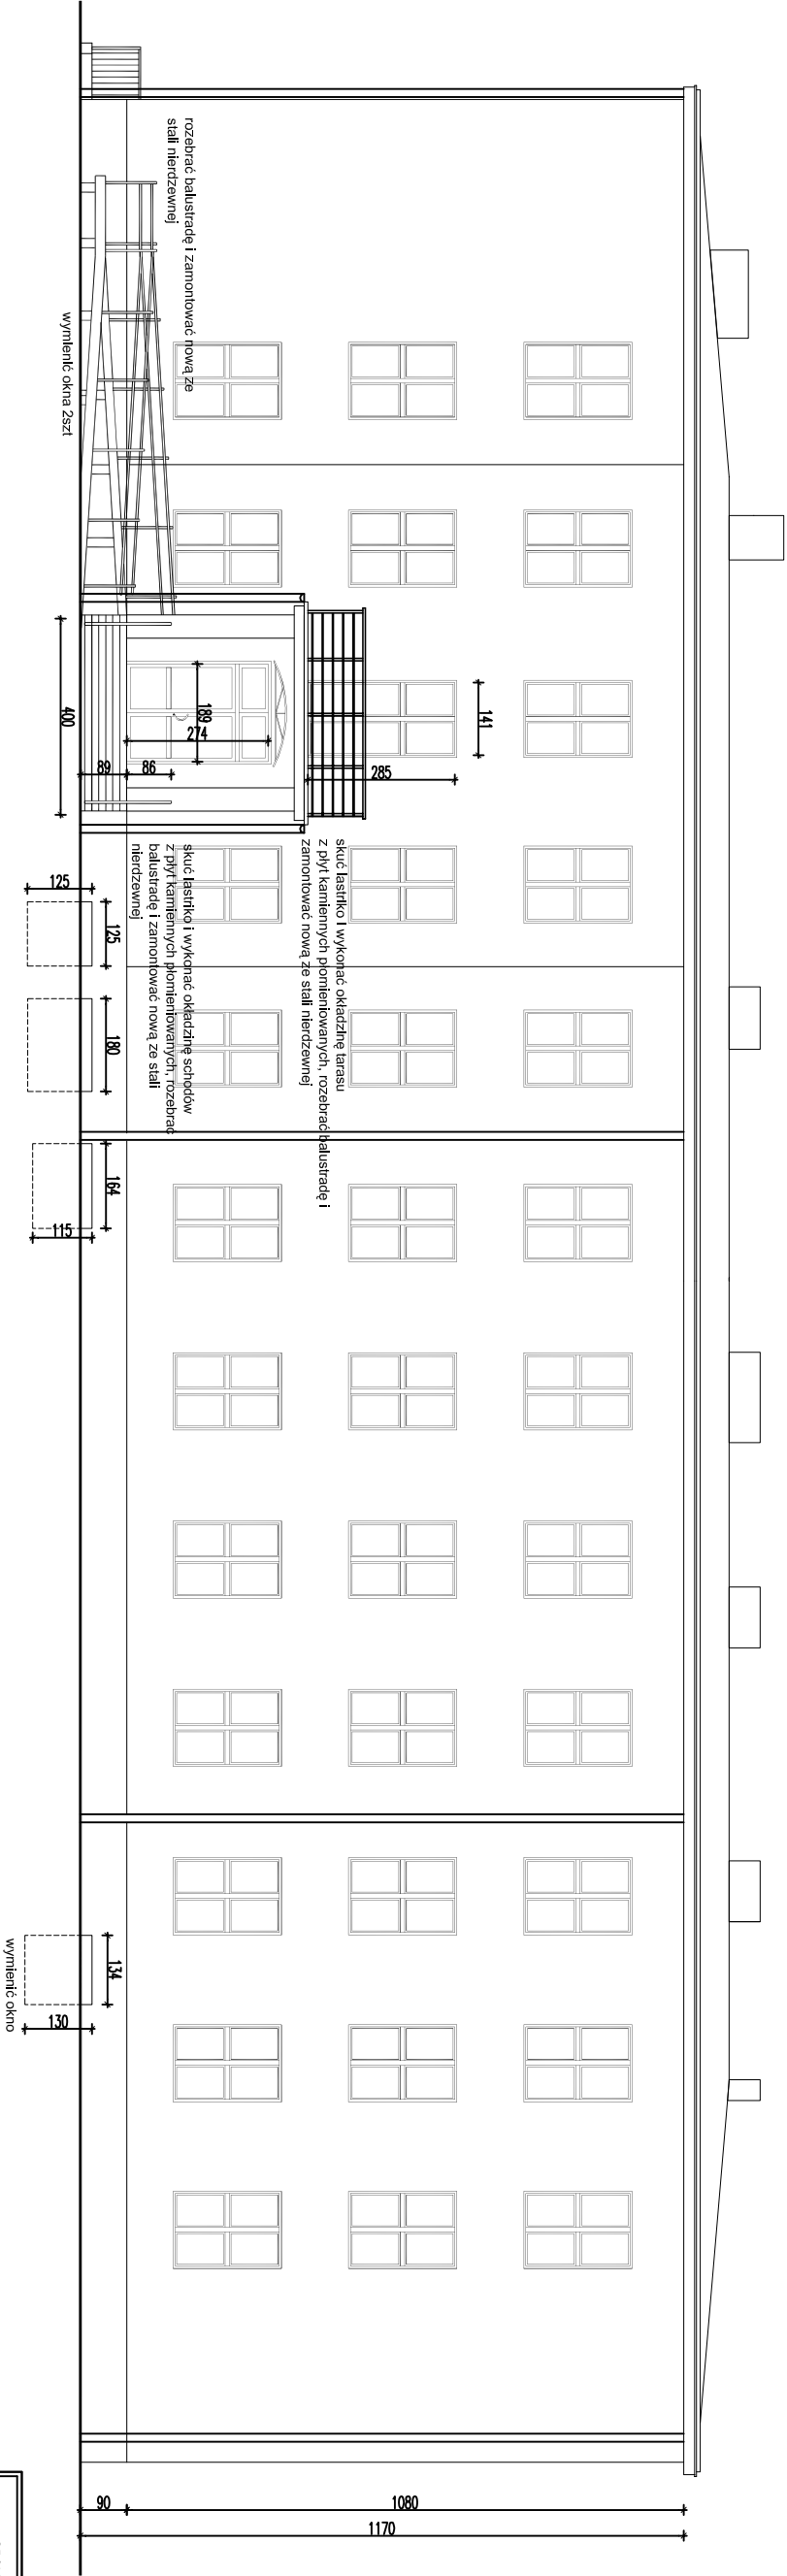 rozebrać balustradę i zamontować nową ze
stali nierdzewnej
wymienić okna 2szt
141
285
189
274
86
89
400
skuć lastriko i wykonać okładzinę tarasu
z płyt kamiennych płomieniowanych, rozebrać balustradę i
zamontować nową ze stali nierdzewnej
skuć lastriko i wykonać okładzinę schodów
z płyt kamiennych płomieniowanych, rozebrać
balustradę i zamontować nową ze stali
nierdzewnej
125
125
180
164
115
134
130
wymienić okno
90
1080
1170